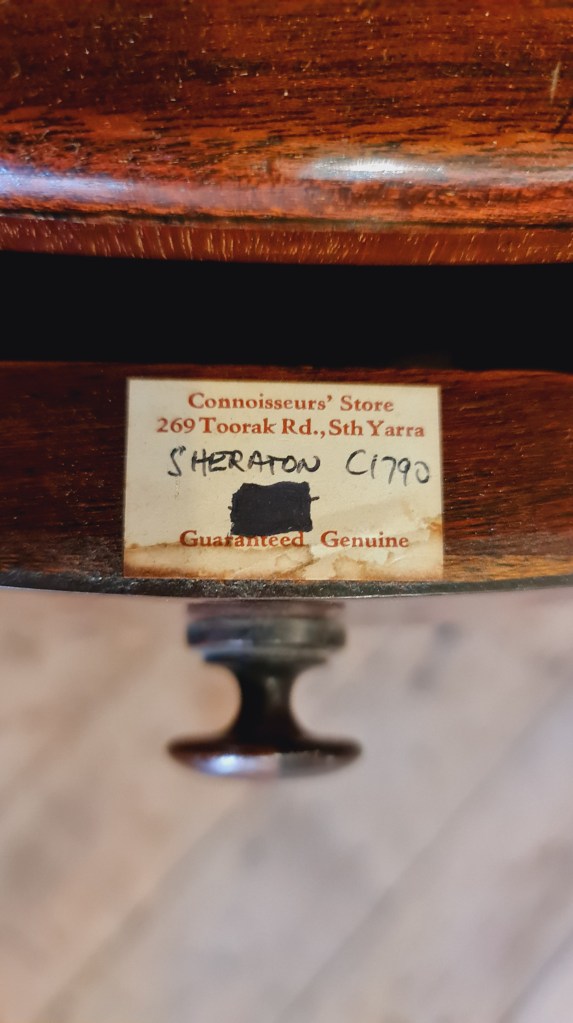 Connoisseurs' Store
269 Toorak Rd., Sth Yarra
SHERATON C1790
Guaranteed Genuine